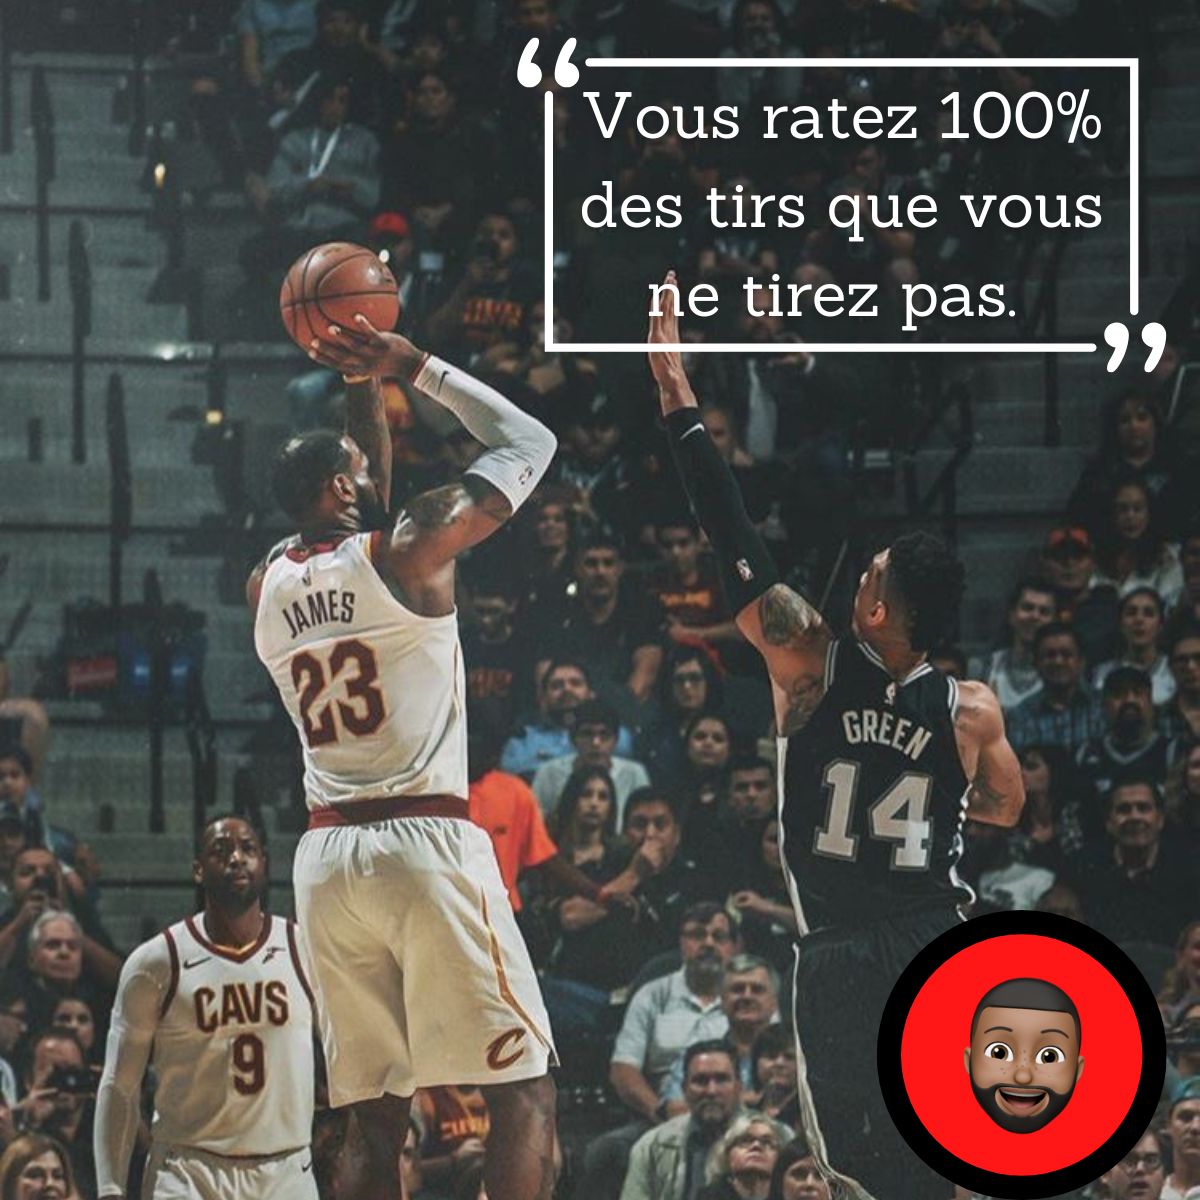 “Vous ratez 100%
des tirs que vous
ne tirez pas.”
JAMES
23
GREEN
14
CAVS
9